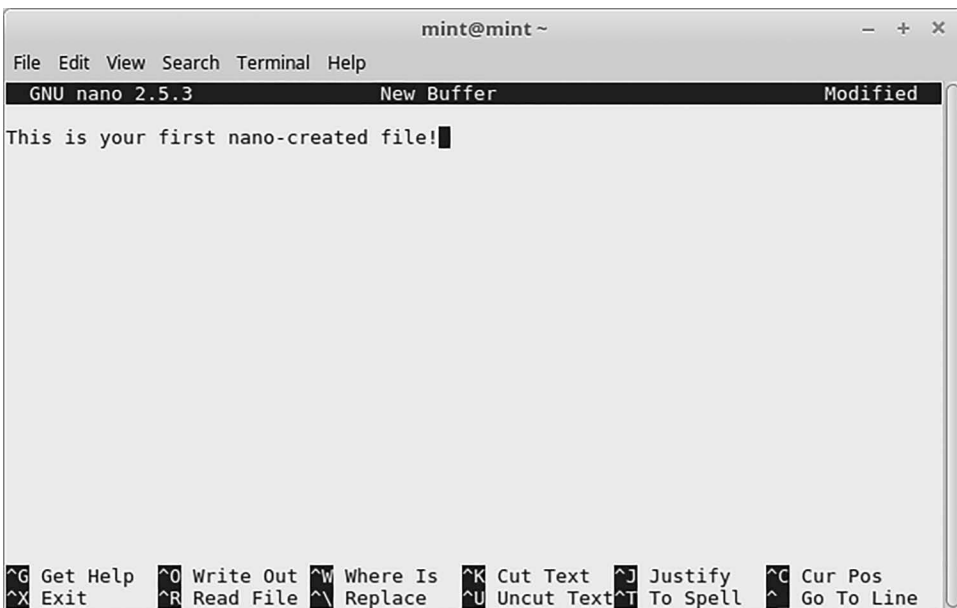 mint@mint ~ − + ×
File Edit View Search Terminal Help
GNU nano 2.5.3 New Buffer Modified
This is your first nano-created file!
^G Get Help ^O Write Out ^W Where Is ^K Cut Text ^J Justify ^C Cur Pos
^X Exit ^R Read File ^\ Replace ^U Uncut Text ^T To Spell ^ Go To Line